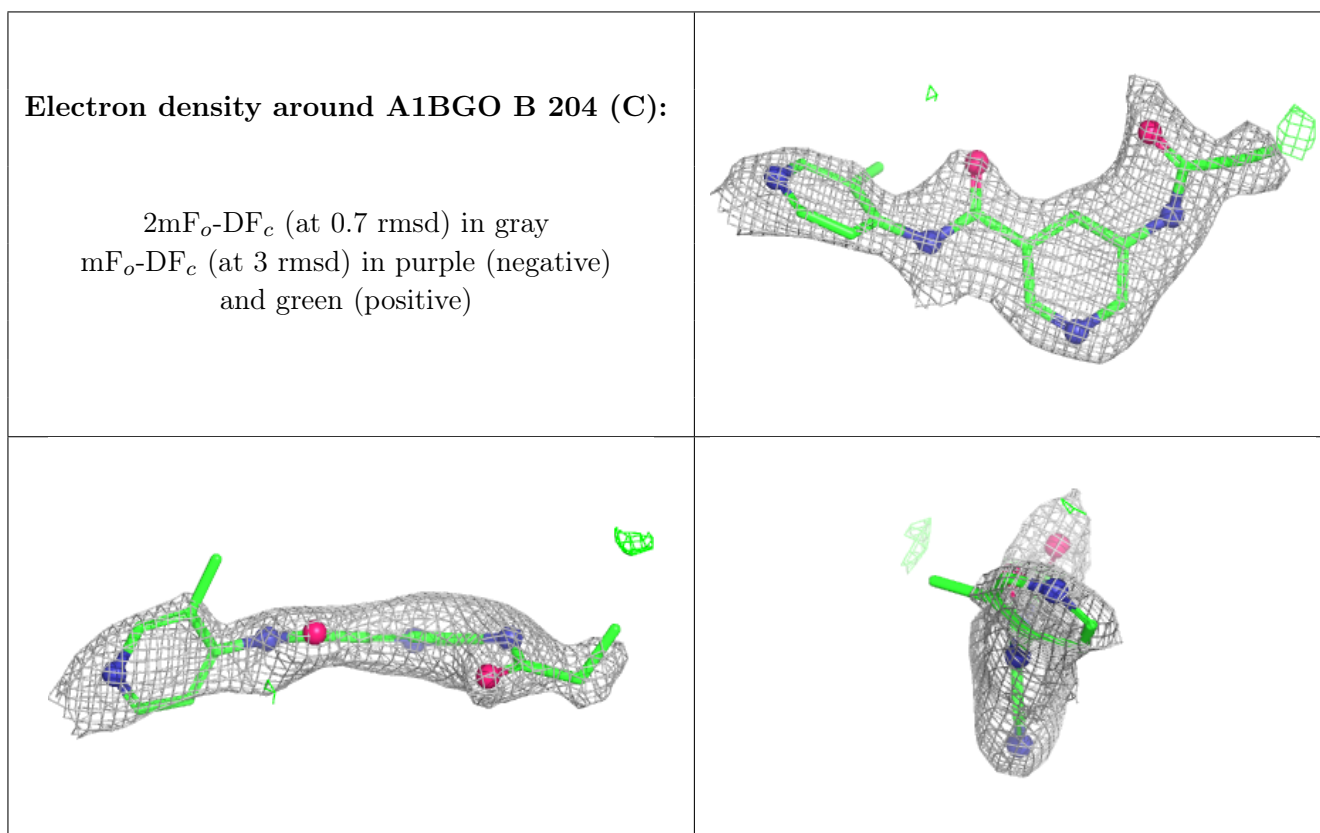 Electron density around A1BGO B 204 (C):
2mFₒ-DF𝒸 (at 0.7 rmsd) in gray
mFₒ-DF𝒸 (at 3 rmsd) in purple (negative)
and green (positive)